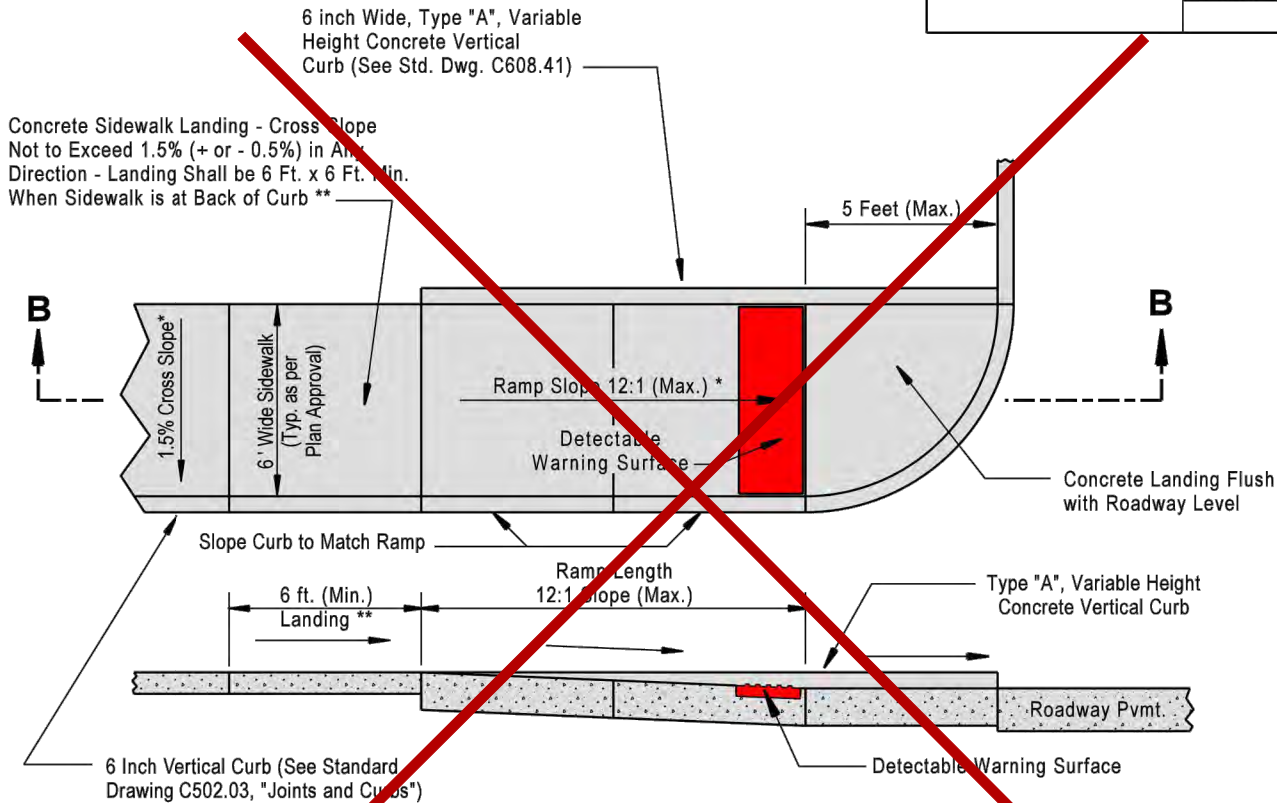 6 inch Wide, Type "A", Variable
Height Concrete Vertical
Curb (See Std. Dwg. C608.41)
Concrete Sidewalk Landing - Cross Slope
Not to Exceed 1.5% (+ or - 0.5%) in Any
Direction - Landing Shall be 6 Ft. x 6 Ft. Min.
When Sidewalk is at Back of Curb **
5 Feet (Max.)
B
B
1.5% Cross Slope*
6 ' Wide Sidewalk
(Typ. as per
Plan Approval)
Ramp Slope 12:1 (Max.) *
Detectable
Warning Surface
Concrete Landing Flush
with Roadway Level
Slope Curb to Match Ramp
6 ft. (Min.)
Landing **
Ramp Length
12:1 Slope (Max.)
Type "A", Variable Height
Concrete Vertical Curb
Roadway Pvmt.
6 Inch Vertical Curb (See Standard
Drawing C502.03, "Joints and Curbs")
Detectable Warning Surface